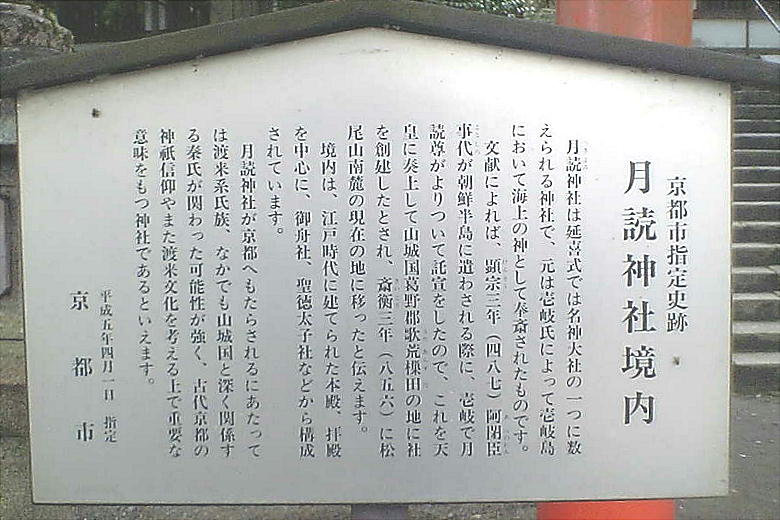 京都市指定史跡
月読神社境内
月読神社は延喜式では名神大社の一つに数
えられる神社で、元は壱岐氏によって壱岐島
において海上の神として奉斎されたものです。
文献によれば、顕宗三年（四八七）阿閉臣
事代が朝鮮半島に遣わされる際に、壱岐で月
読尊がよりついて託宣をしたので、これを天
皇に奏上して山城国葛野郡歌荒樔田の地に社
を創建したとされ、斎衡三年（八五六）に松
尾山南麓の現在の地に移ったと伝えます。
境内は、江戸時代に建てられた本殿、拝殿
を中心に、御舟社、聖徳太子社などから構成
されています。
月読神社が京都へもたらされるにあたって
は渡来系氏族、なかでも山城国と深く関係す
る秦氏が関わった可能性が強く、古代京都の
神祇信仰やまた渡来文化を考える上で重要な
意味をもつ神社であるといえます。
平成五年四月一日　指定
京都市